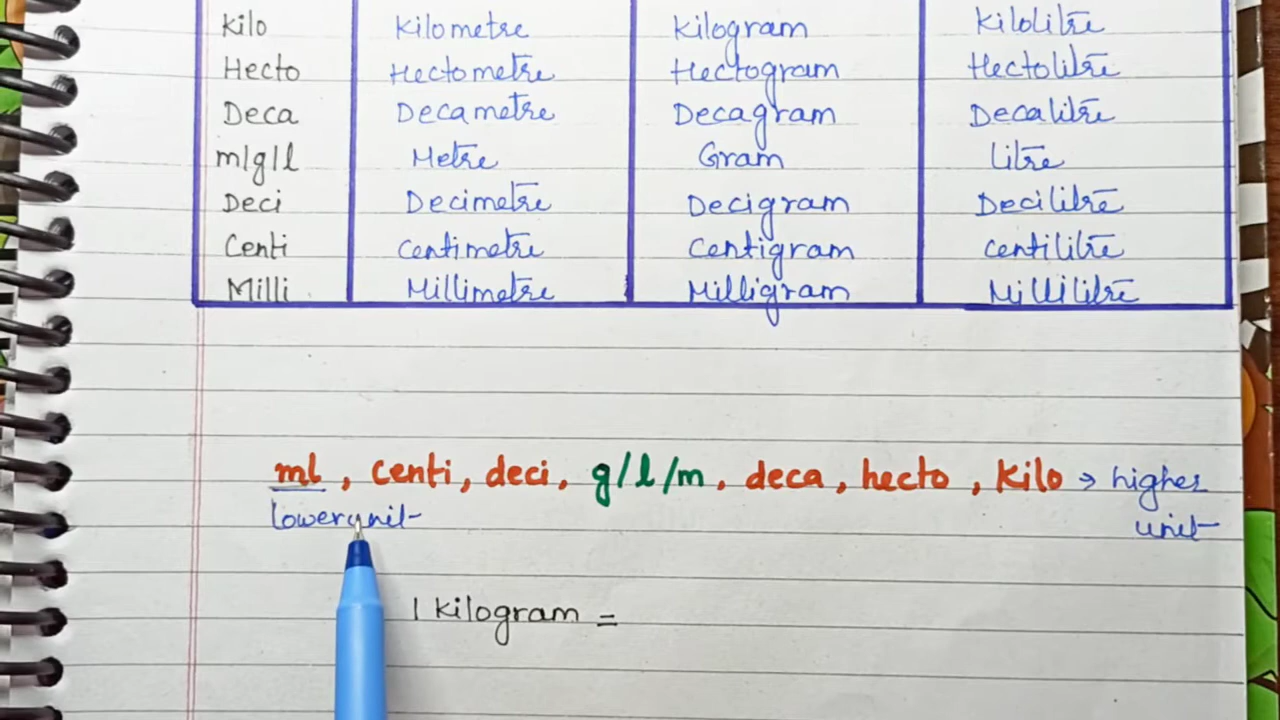 Kilo Kilometre Kilogram Kilolitre
Hecto Hectometre Hectogram Hectolitre
Deca Decametre Decagram Decalitre
m/g/l Metre Gram litre
Deci Decimetre Decigram Decilitre
Centi centimetre Centigram centilitre
Milli Millimetre Milligram Millilitre
ml, centi, deci, g/l/m, deca, hecto, Kilo → higher
lower unit unit
1 kilogram =